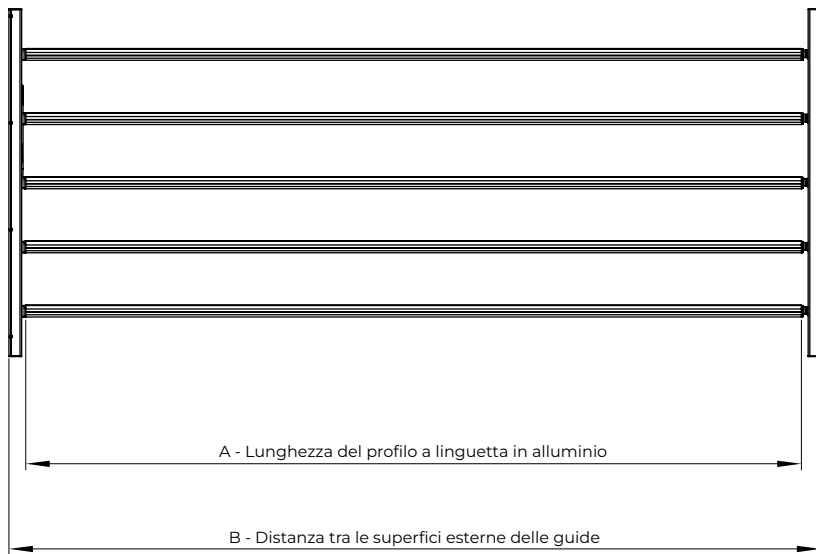 A - Lunghezza del profilo a linguetta in alluminio
B - Distanza tra le superfici esterne delle guide